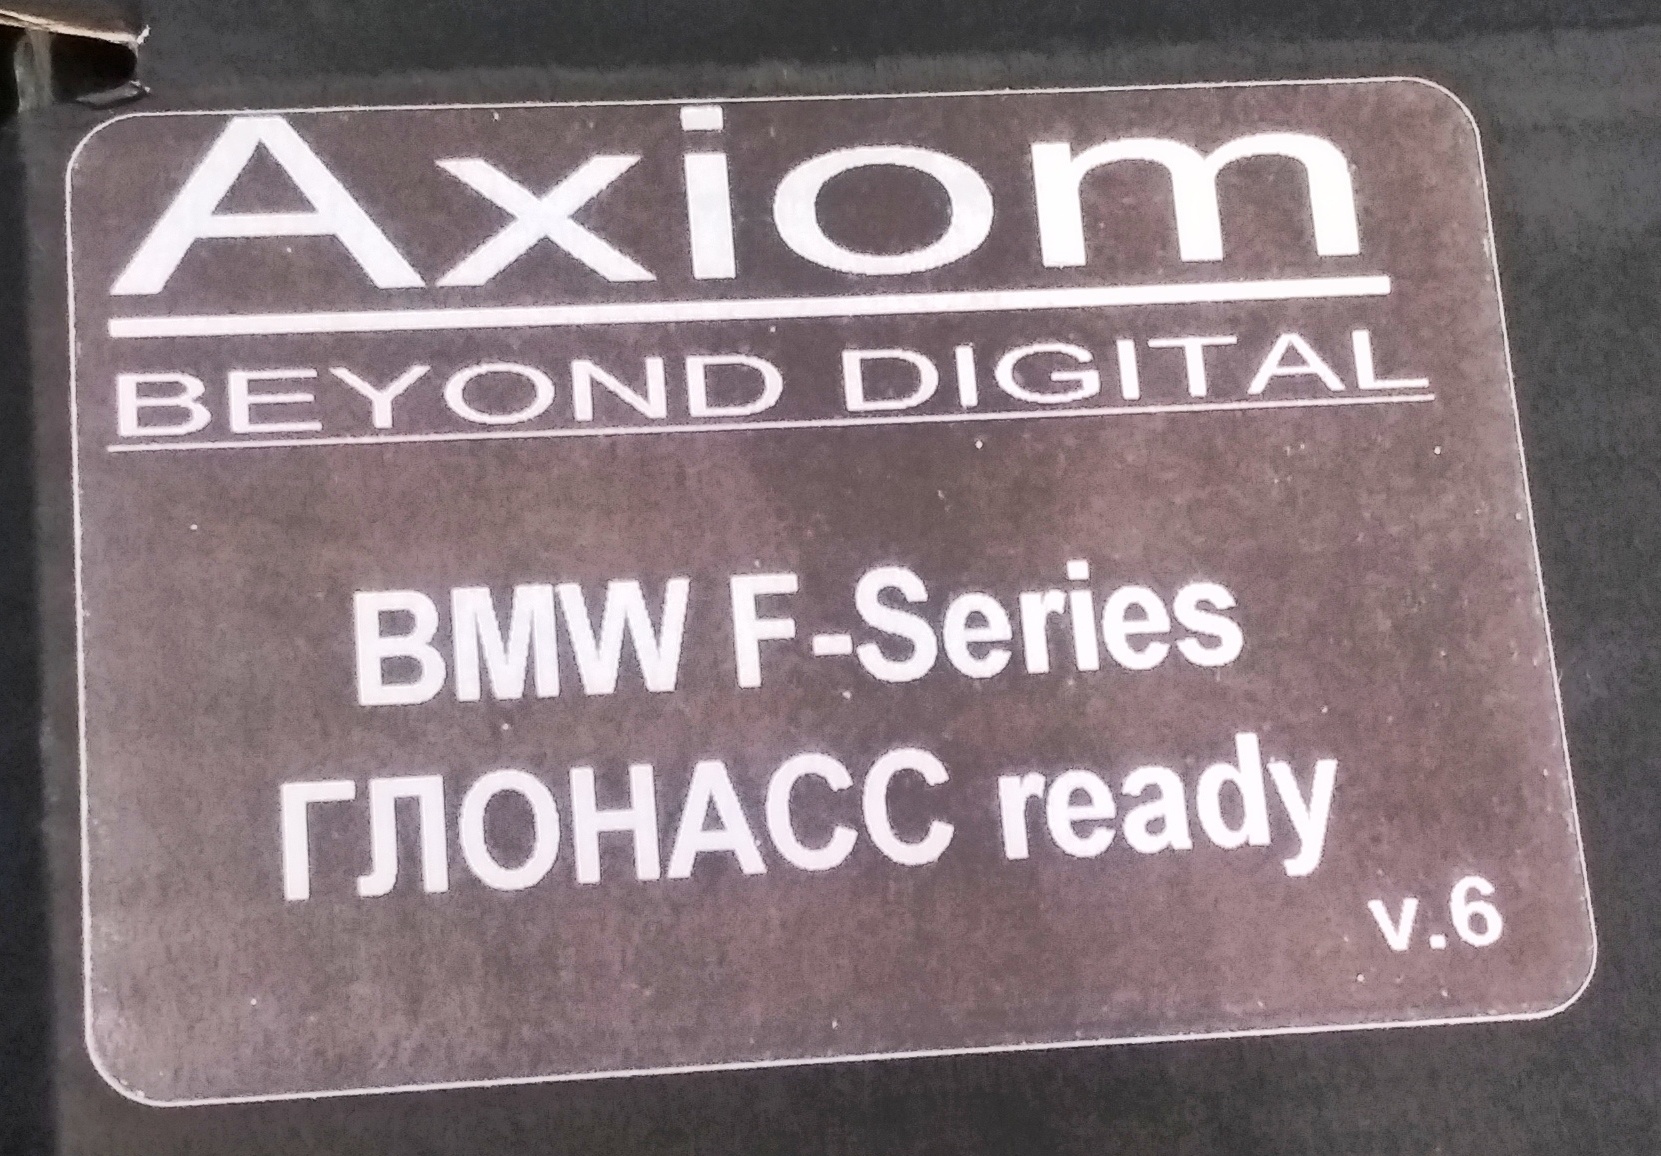 Axiom
BEYOND DIGITAL
BMW F-Series
ГЛОНАСС ready
v.6